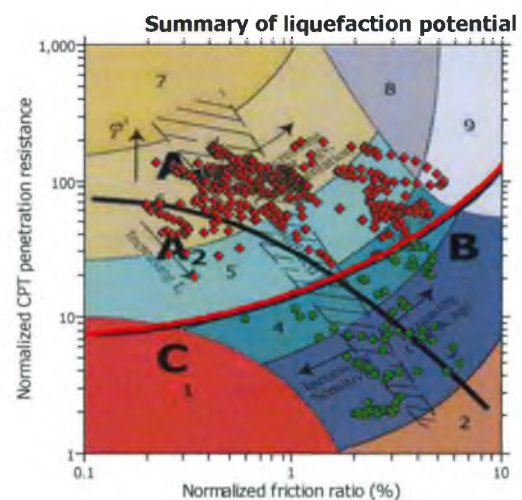 Summary of liquefaction potential
1,000
7
8
9
φ'
A
100
A2
B
5
Normalized CPT penetration resistance
10
4
C
1
2
1
0.1
1
10
Normalized friction ratio (%)